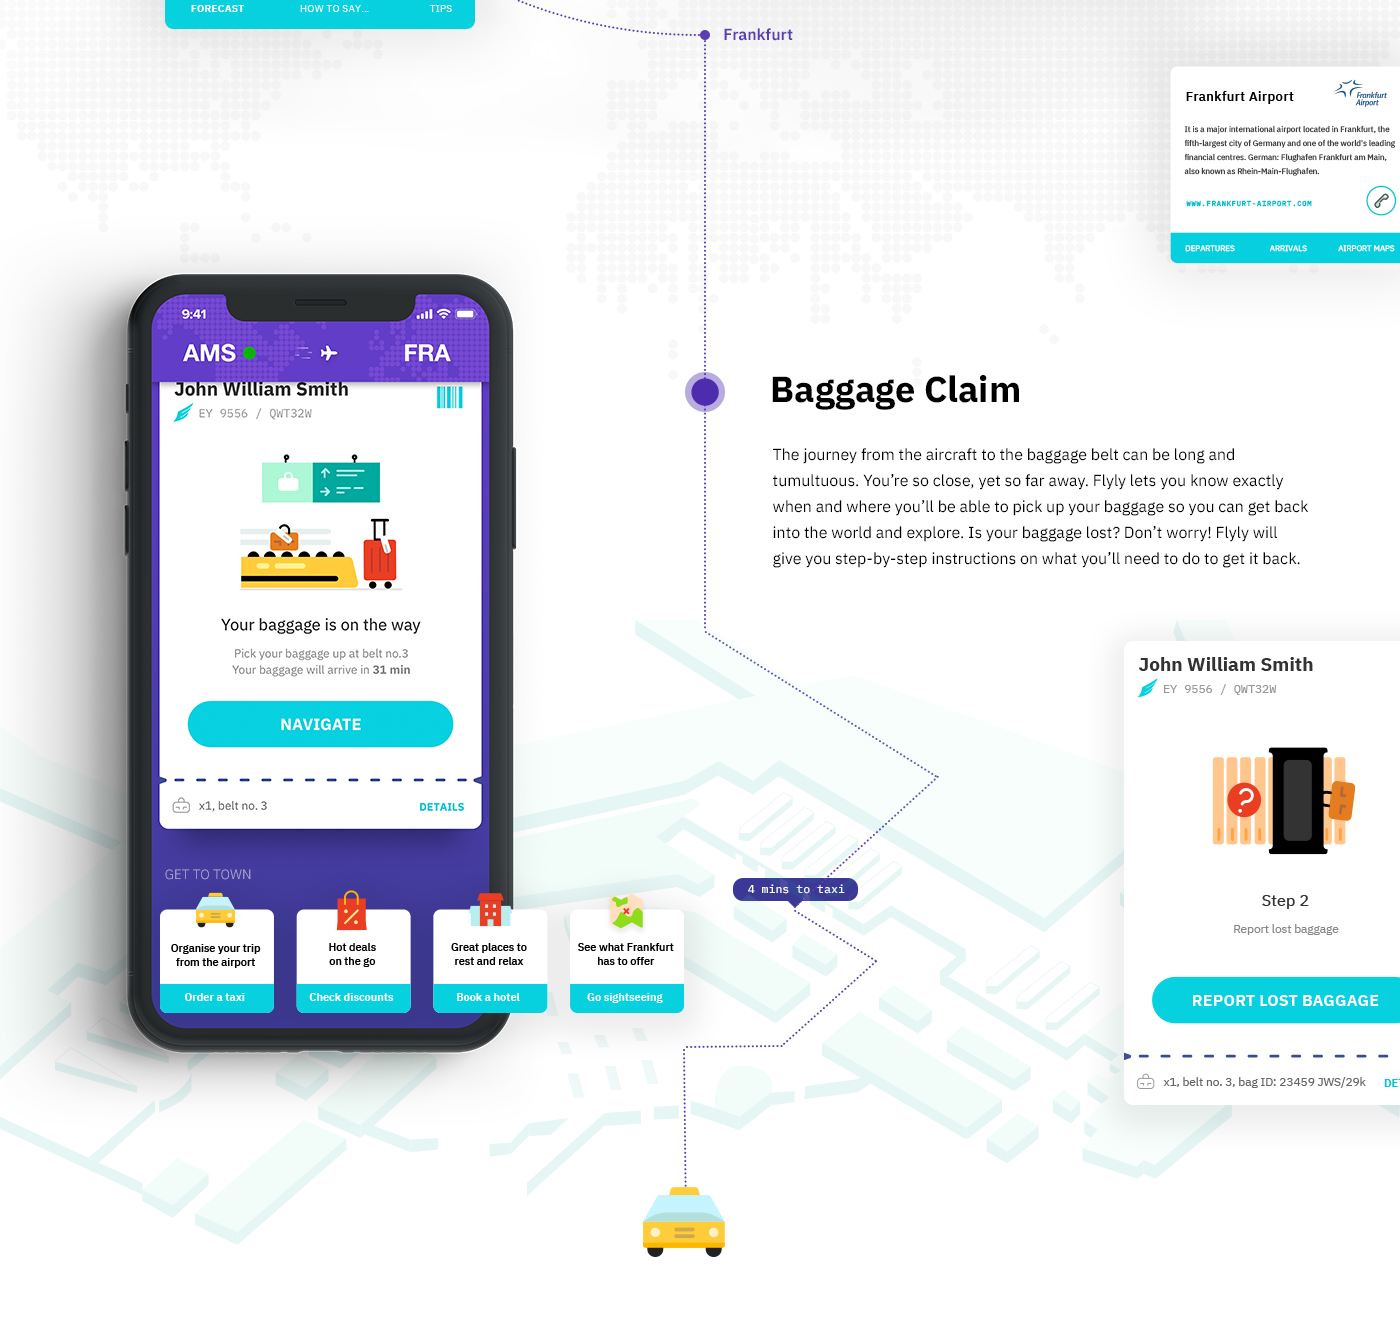 FORECAST HOW TO SAY... TIPS
Frankfurt
Frankfurt Airport
Frankfurt
Airport
It is a major international airport located in Frankfurt, the
fifth-largest city of Germany and one of the world's leading
financial centres. German: Flughafen Frankfurt am Main,
also known as Rhein-Main-Flughafen.
WWW.FRANKFURT-AIRPORT.COM
DEPARTURES ARRIVALS AIRPORT MAPS
9:41
AMS FRA
John William Smith
EY 9556 / QWT32W
Your baggage is on the way
Pick your baggage up at belt no.3
Your baggage will arrive in 31 min
NAVIGATE
x1, belt no. 3 DETAILS
GET TO TOWN
Organise your trip
from the airport
Order a taxi
Hot deals
on the go
Check discounts
Great places to
rest and relax
Book a hotel
See what Frankfurt
has to offer
Go sightseeing
Baggage Claim
The journey from the aircraft to the baggage belt can be long and
tumultuous. You’re so close, yet so far away. Flyly lets you know exactly
when and where you’ll be able to pick up your baggage so you can get back
into the world and explore. Is your baggage lost? Don’t worry! Flyly will
give you step-by-step instructions on what you’ll need to do to get it back.
4 mins to taxi
John William Smith
EY 9556 / QWT32W
?
Step 2
Report lost baggage
REPORT LOST BAGGAGE
x1, belt no. 3, bag ID: 23459 JWS/29k